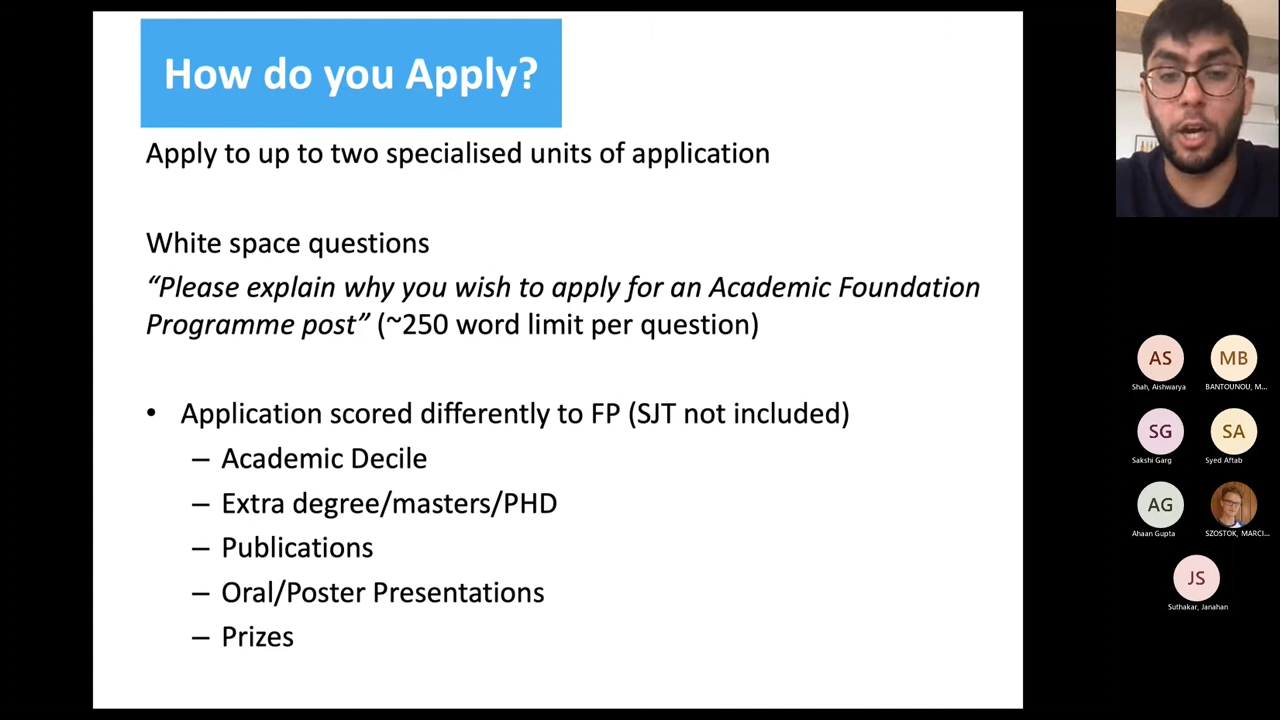 How do you Apply?
Apply to up to two specialised units of application
White space questions
“Please explain why you wish to apply for an Academic Foundation
Programme post” (~250 word limit per question)
• Application scored differently to FP (SJT not included)
– Academic Decile
– Extra degree/masters/PHD
– Publications
– Oral/Poster Presentations
– Prizes
AS
MB
Shah, Aishwarya
BANTOUNOU, M...
SG
SA
Sakshi Garg
Syed Aftab
AG
Ahaan Gupta
SZOSTOK, MARCI...
JS
Suthakar, Janahan